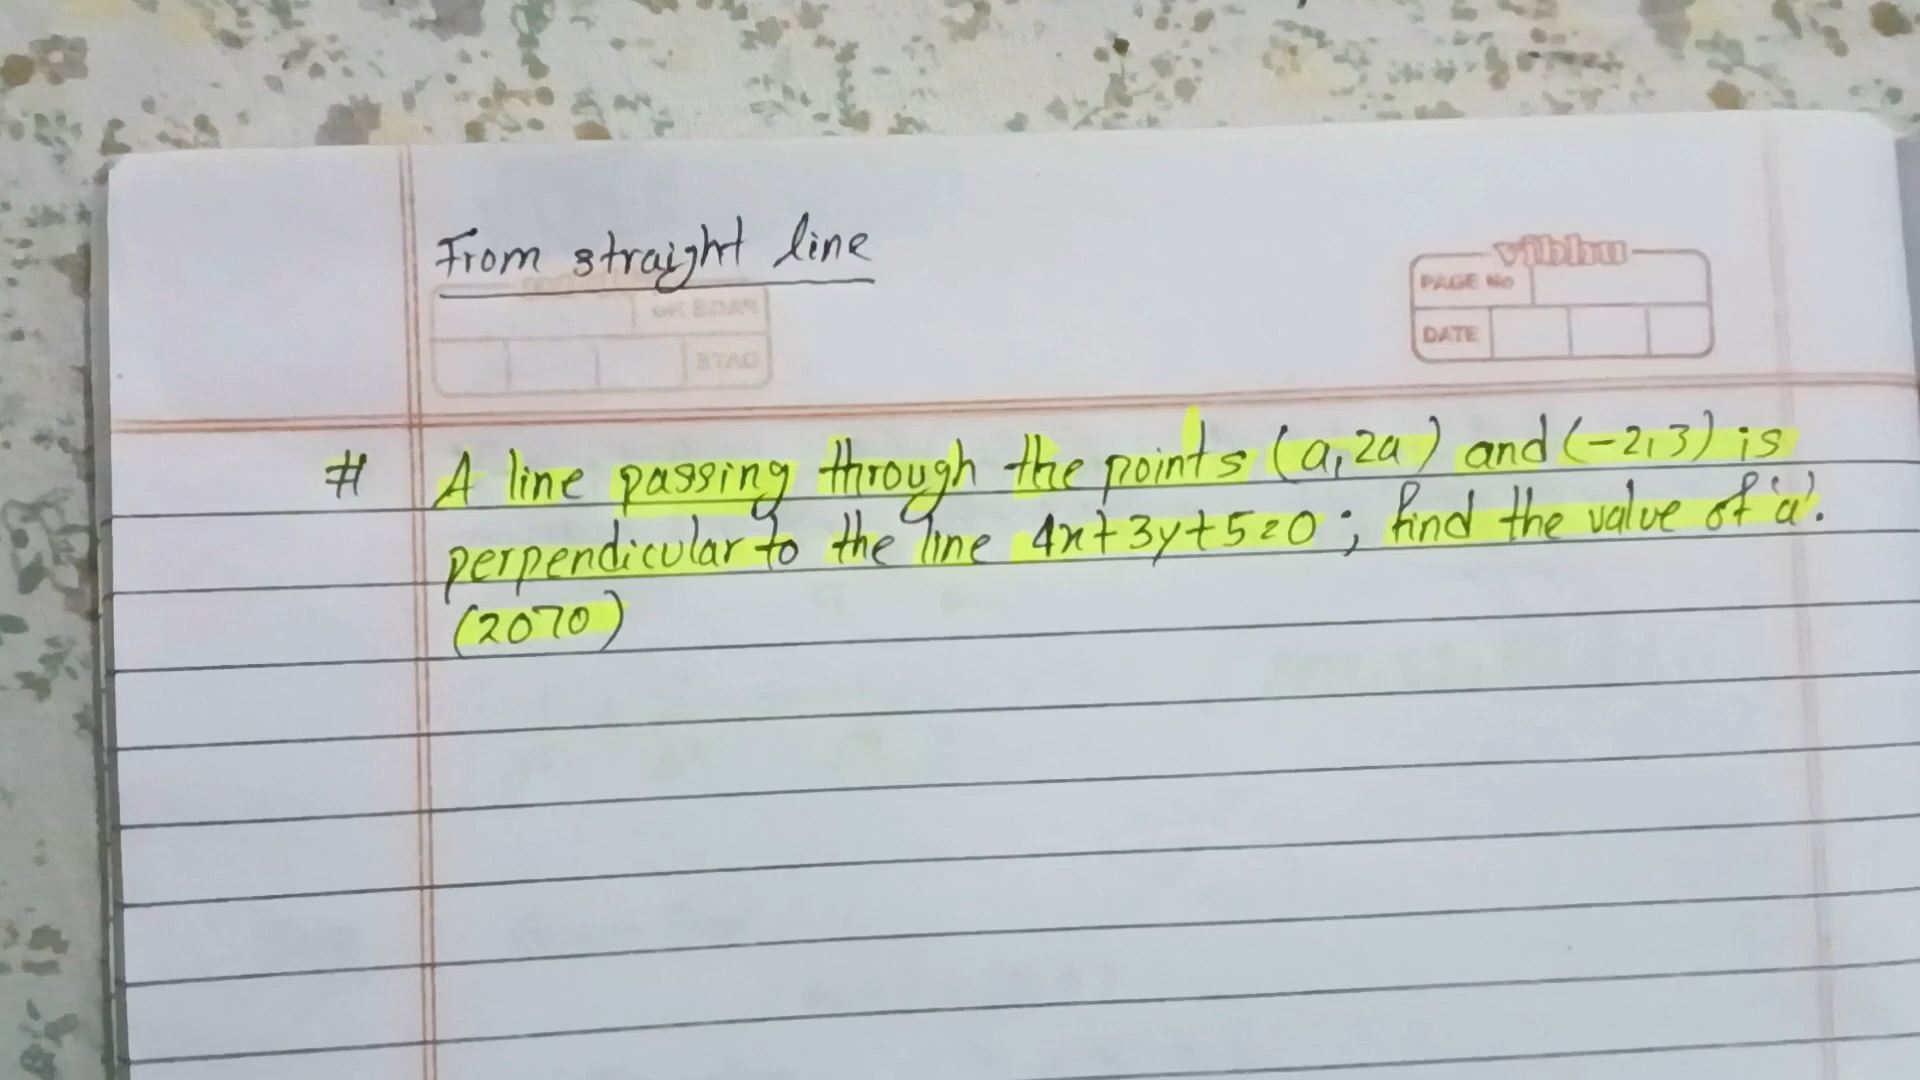 From straight line
vibhu
PAGE No
DATE
# A line passing through the points (a, 2a) and (-2, 3) is
perpendicular to the line 4x+3y+5=0; find the value of 'a'.
(2070)